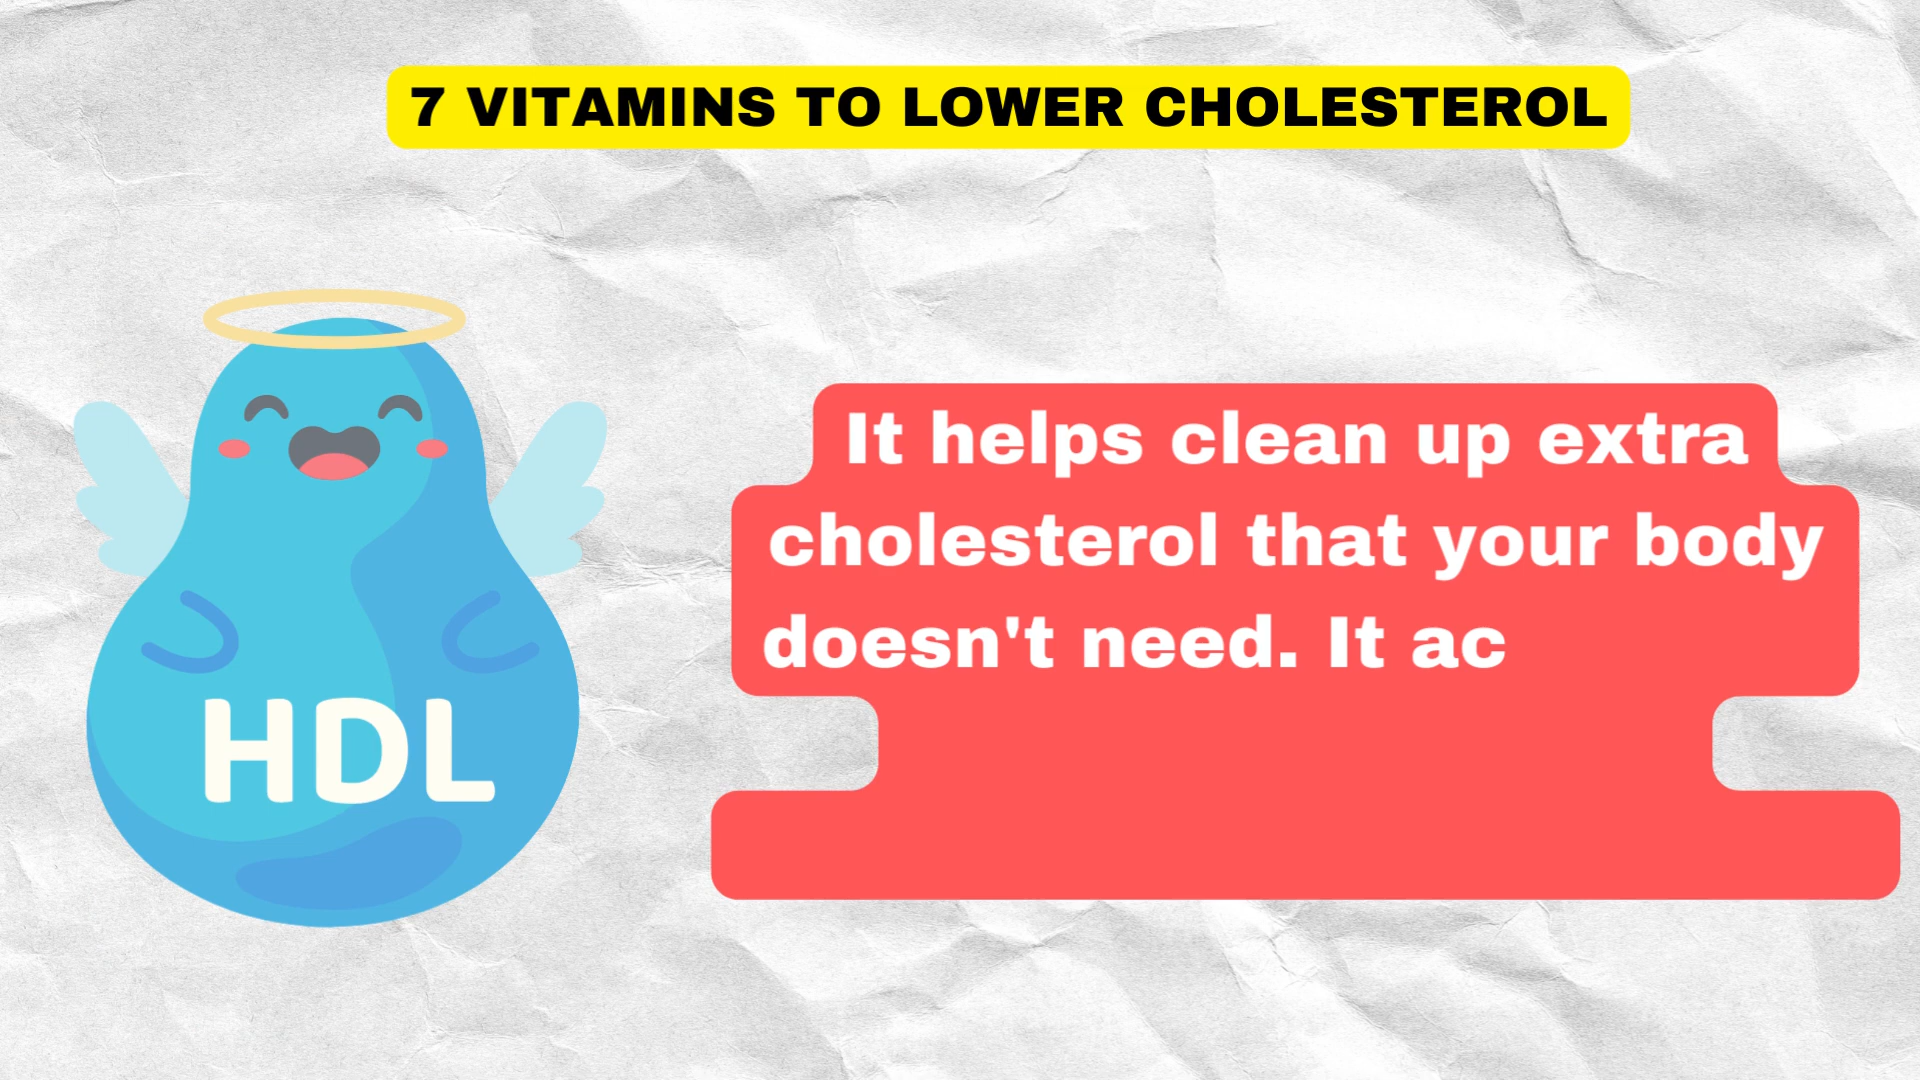 7 VITAMINS TO LOWER CHOLESTEROL
It helps clean up extra
cholesterol that your body
doesn't need. It ac
HDL